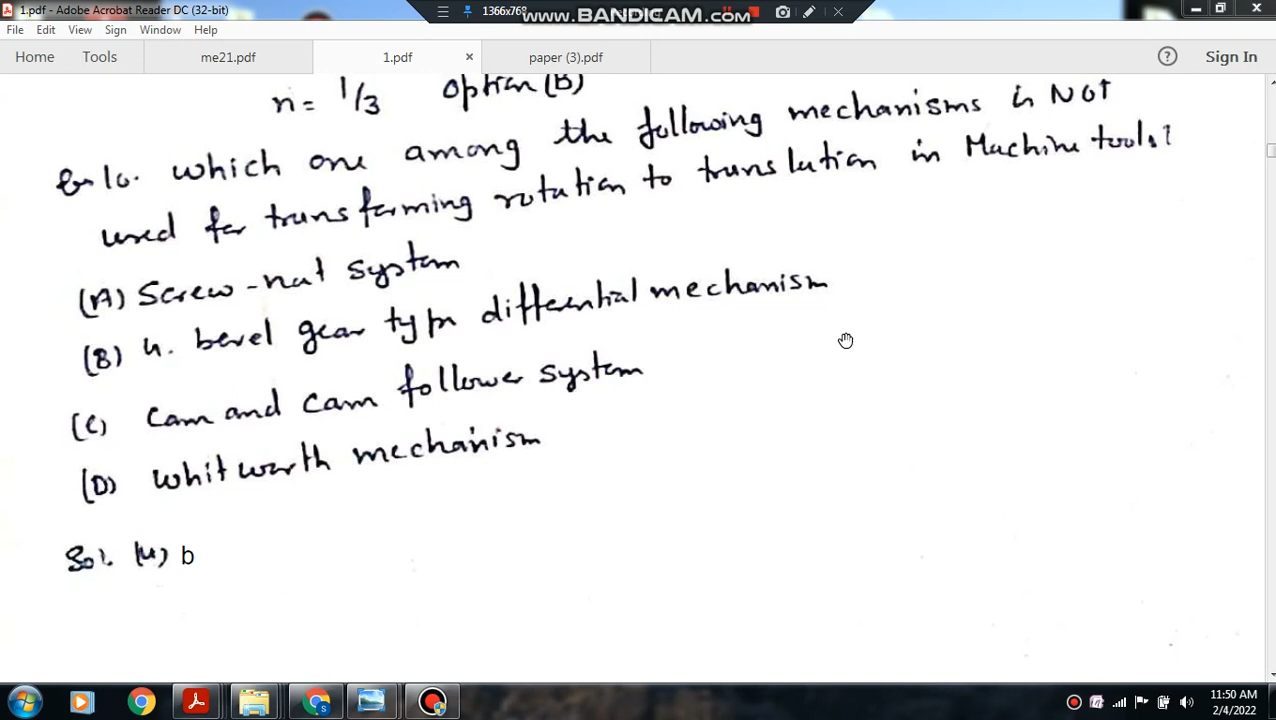 1.pdf - Adobe Acrobat Reader DC (32-bit)
1366x768
www.BANDICAM.com
File Edit View Sign Window Help
Home Tools me21.pdf 1.pdf × paper (3).pdf ? Sign In
n = 1/3 option (B)
10. which one among the following mechanisms is NOT
used for transforming rotation to translation in Machine tools?
(A) Screw-nut system
(B) 4. bevel gear type differential mechanism
(C) Cam and cam follower system
(D) Whitworth mechanism
b
11:50 AM
2/4/2022